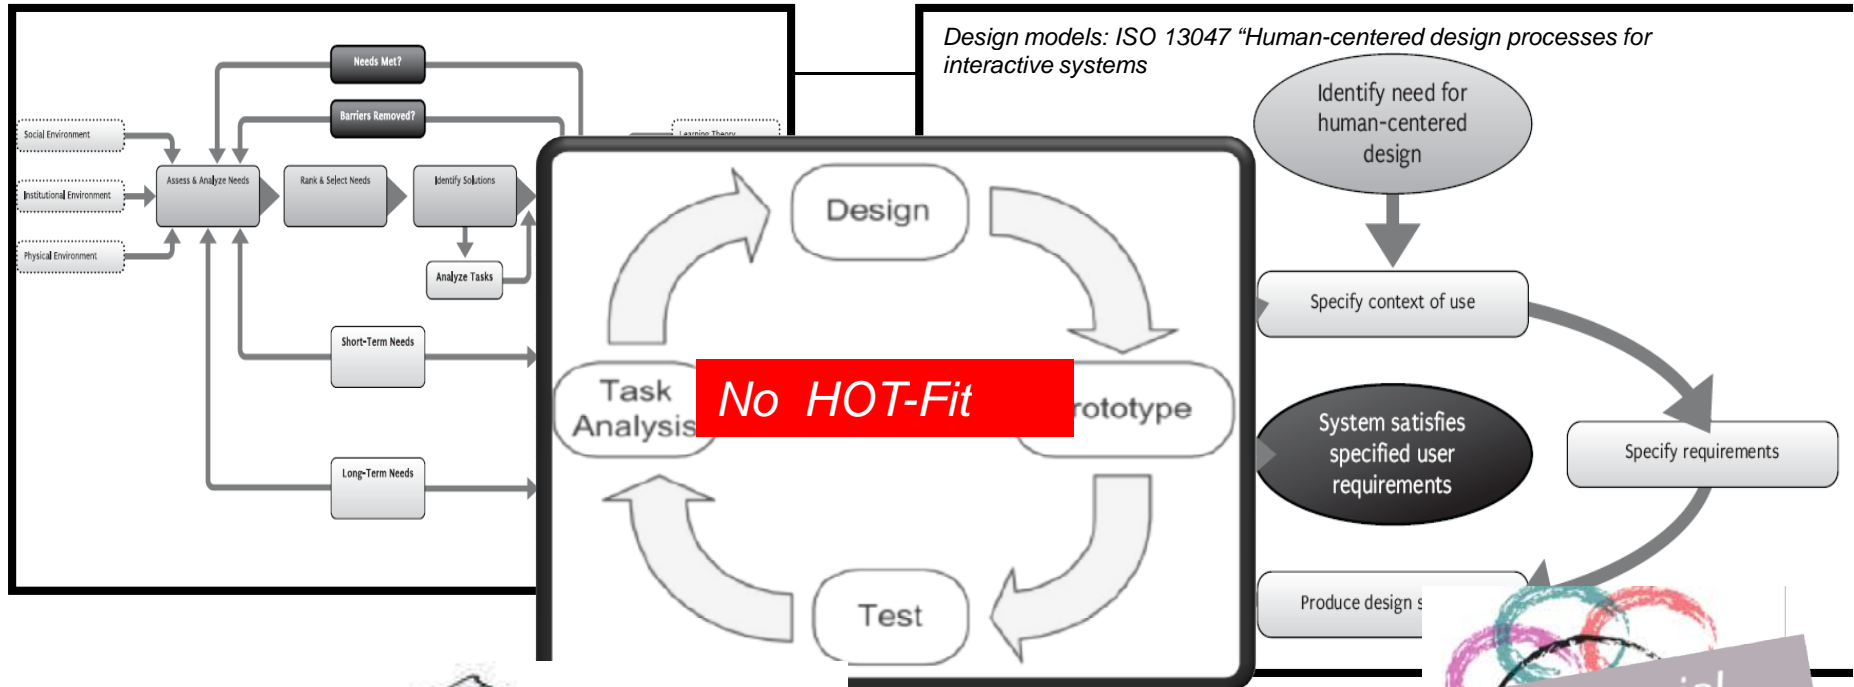 Needs Met?
Barriers Removed?
Social Environment
Institutional Environment
Physical Environment
Assess & Analyze Needs
Rank & Select Needs
Identify Solutions
Analyze Tasks
Short-Term Needs
Long-Term Needs
Learning Theory
Design
Task
Analysis
No HOT-Fit
rototype
Test
Design models: ISO 13047 “Human-centered design processes for
interactive systems
Identify need for
human-centered
design
Specify context of use
System satisfies
specified user
requirements
Specify requirements
Produce design s